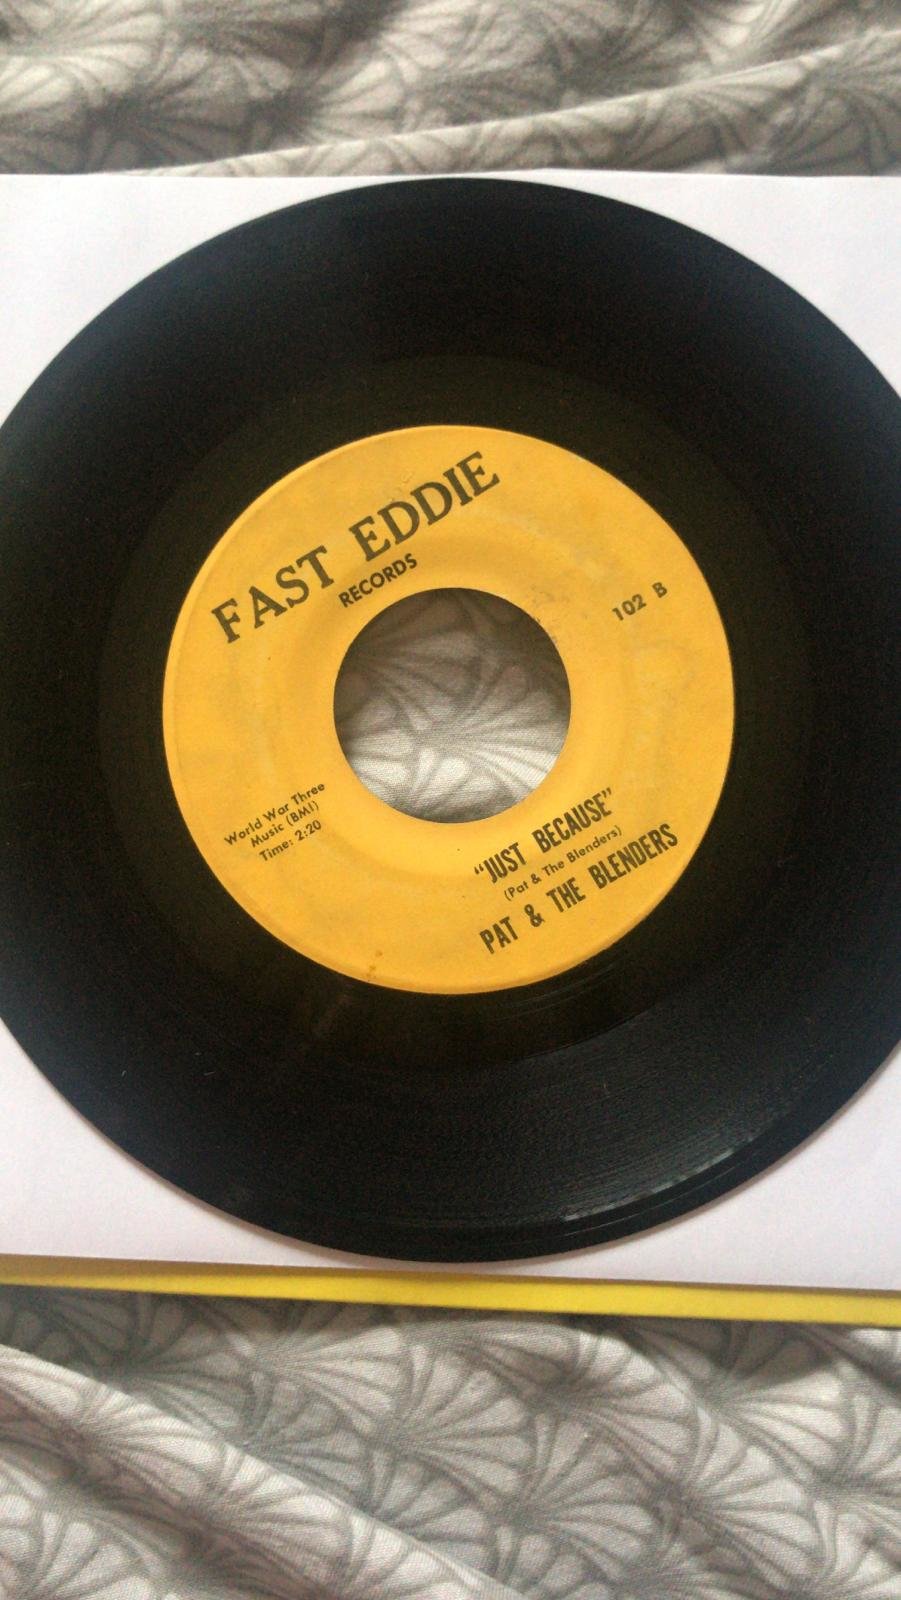 FAST EDDIE
RECORDS
102 B
World War Three
Music (BMI)
Time: 2:20
"JUST BECAUSE"
(Pat & The Blenders)
PAT & THE BLENDERS